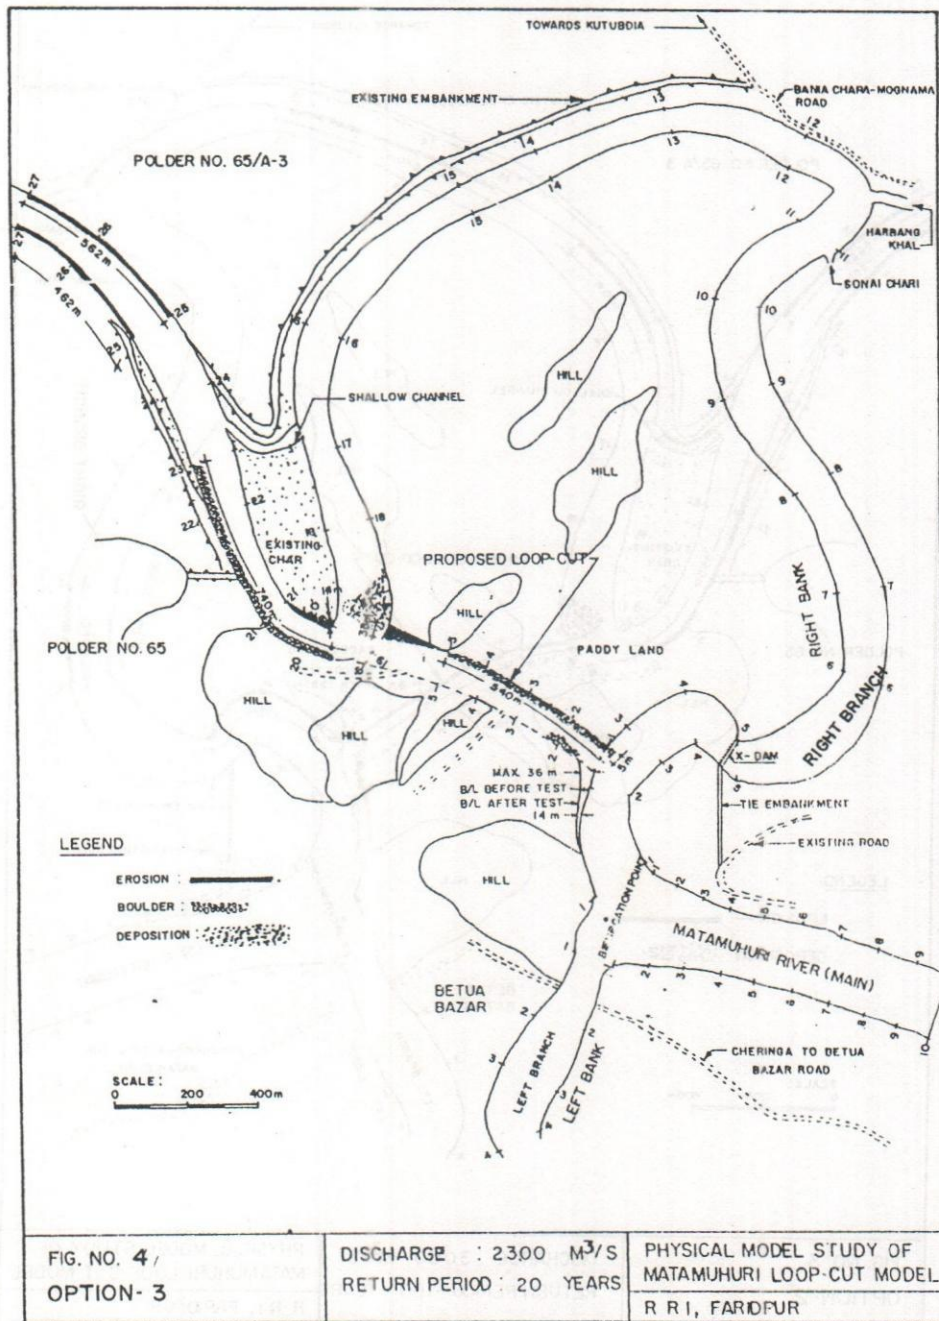 TOWARDS KUTUBDIA
BANIA CHARA-MOGNAMA
ROAD
EXISTING EMBANKMENT
POLDER NO. 65/A-3
HARBANG
KHAL
SONAI CHARI
562m
462m
HILL
SHALLOW CHANNEL
HILL
EXISTING
CHAR
PROPOSED LOOP-CUT
HILL
740m
POLDER NO. 65
PADDY LAND
RIGHT BANK
RIGHT BRANCH
540m
HILL
HILL
HILL
X-DAM
MAX. 36 m
B/L BEFORE TEST
B/L AFTER TEST
14 m
TIE EMBANKMENT
EXISTING ROAD
LEGEND
EROSION :
BOULDER :
DEPOSITION :
HILL
BIFURCATION POINT
MATAMUHURI RIVER (MAIN)
BETUA
BAZAR
LEFT BRANCH
LEFT BANK
CHERINGA TO BETUA
BAZAR ROAD
SCALE :
0 200 400m
FIG. NO. 4,
OPTION- 3
DISCHARGE : 2300 M³/S
RETURN PERIOD : 20 YEARS
PHYSICAL MODEL STUDY OF
MATAMUHURI LOOP-CUT MODEL
R R I, FARIDPUR